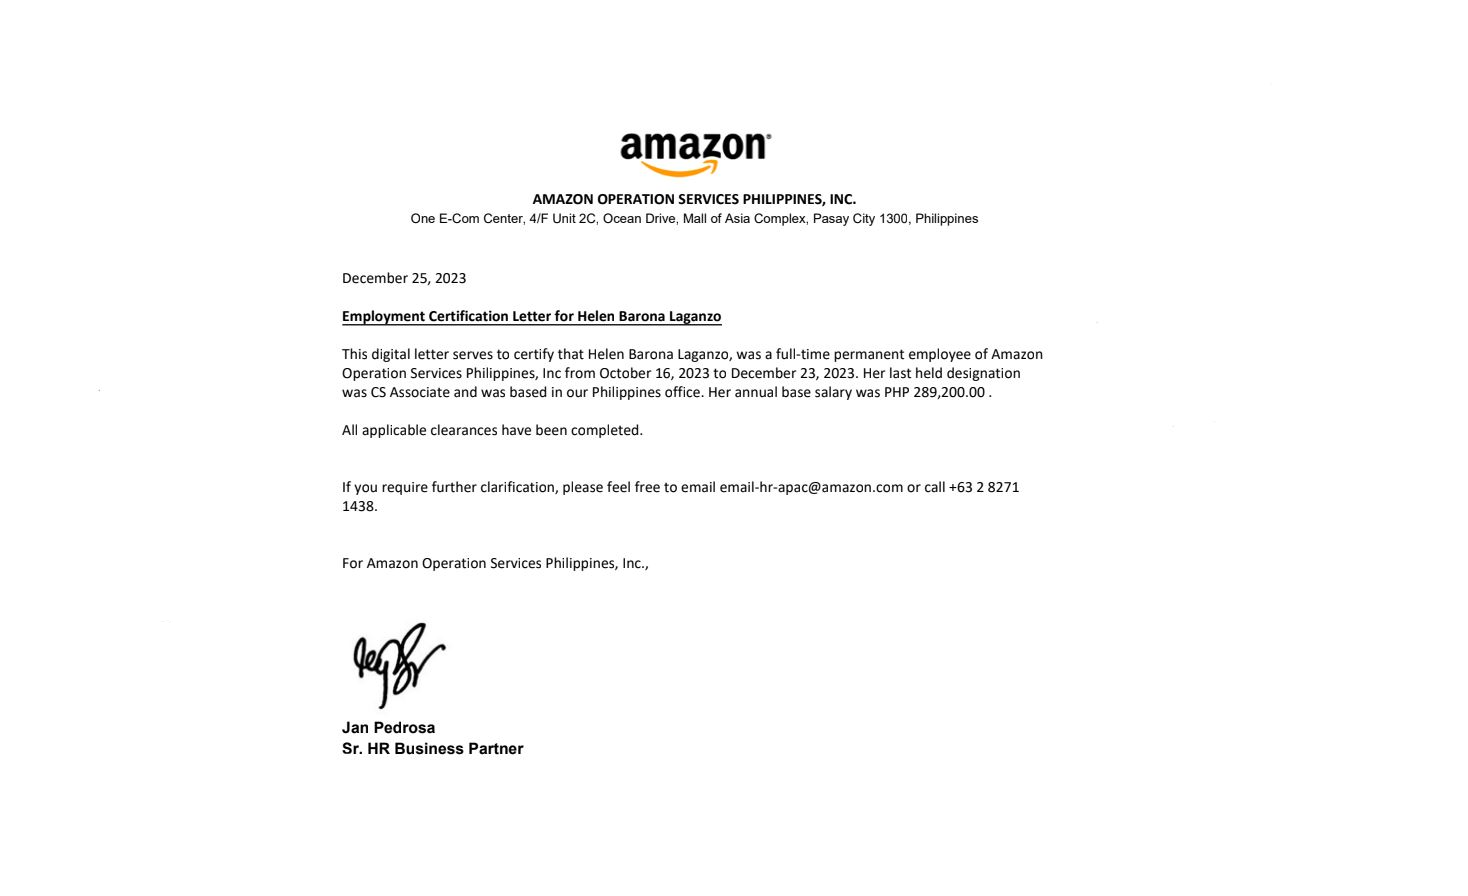 amazon®
AMAZON OPERATION SERVICES PHILIPPINES, INC.
One E-Com Center, 4/F Unit 2C, Ocean Drive, Mall of Asia Complex, Pasay City 1300, Philippines
December 25, 2023
Employment Certification Letter for Helen Barona Laganzo
This digital letter serves to certify that Helen Barona Laganzo, was a full-time permanent employee of Amazon
Operation Services Philippines, Inc from October 16, 2023 to December 23, 2023. Her last held designation
was CS Associate and was based in our Philippines office. Her annual base salary was PHP 289,200.00 .
All applicable clearances have been completed.
If you require further clarification, please feel free to email email-hr-apac@amazon.com or call +63 2 8271
1438.
For Amazon Operation Services Philippines, Inc.,
Jan Pedrosa
Sr. HR Business Partner